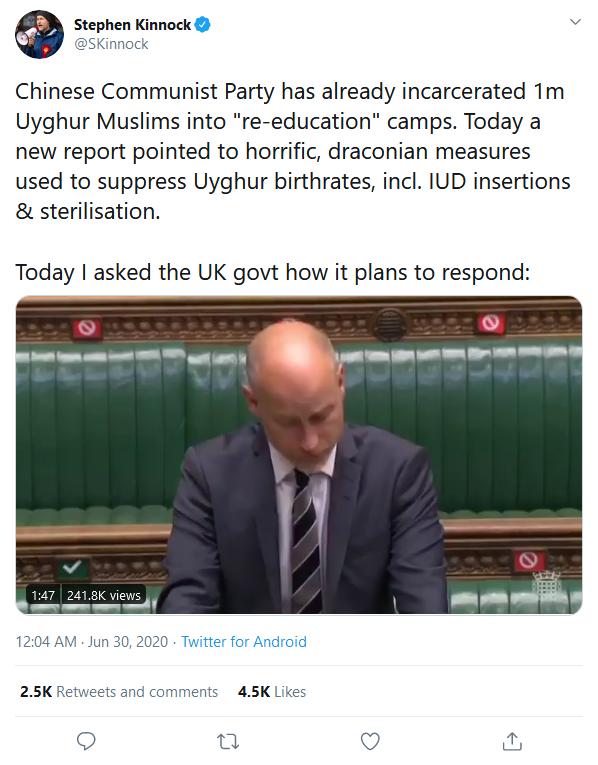 Stephen Kinnock
@SKinnock
Chinese Communist Party has already incarcerated 1m
Uyghur Muslims into "re-education" camps. Today a
new report pointed to horrific, draconian measures
used to suppress Uyghur birthrates, incl. IUD insertions
& sterilisation.
Today I asked the UK govt how it plans to respond:
1:47 241.8K views
12:04 AM · Jun 30, 2020 · Twitter for Android
2.5K Retweets and comments 4.5K Likes